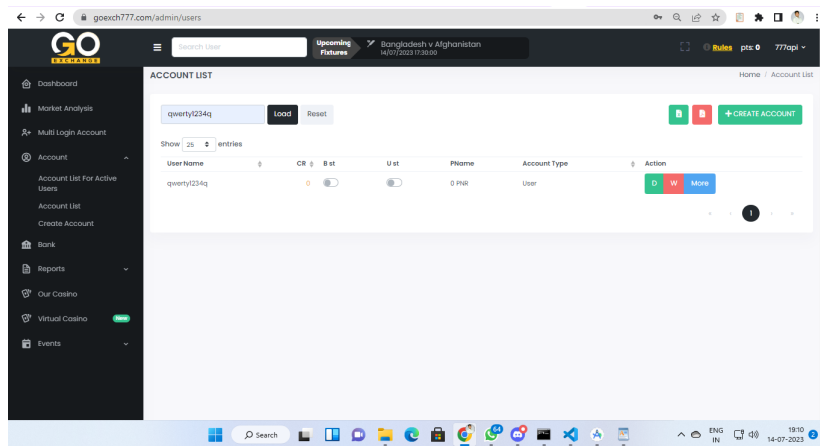 goexch777.com/admin/users
GO
EXCHANGE
Search User
Upcoming
Fixtures
Bangladesh v Afghanistan
14/07/2023 17:30:00
Rules pts: 0 777api
ACCOUNT LIST
Home / Account List
Dashboard
Market Analysis
Multi Login Account
Account
Account List For Active
Users
Account List
Create Account
Bank
Reports
Our Casino
Virtual Casino New
Events
qwerty1234q Load Reset
+CREATE ACCOUNT
Show 25 entries
User Name CR B st U st PName Account Type Action
qwerty1234q 0 0 PNR User D W More
« ‹ 1 › »
Search
64
ENG
IN
19:10
14-07-2023
2